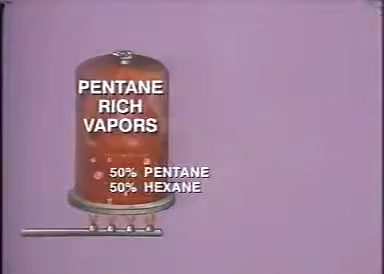 PENTANE
RICH
VAPORS
50% PENTANE
50% HEXANE